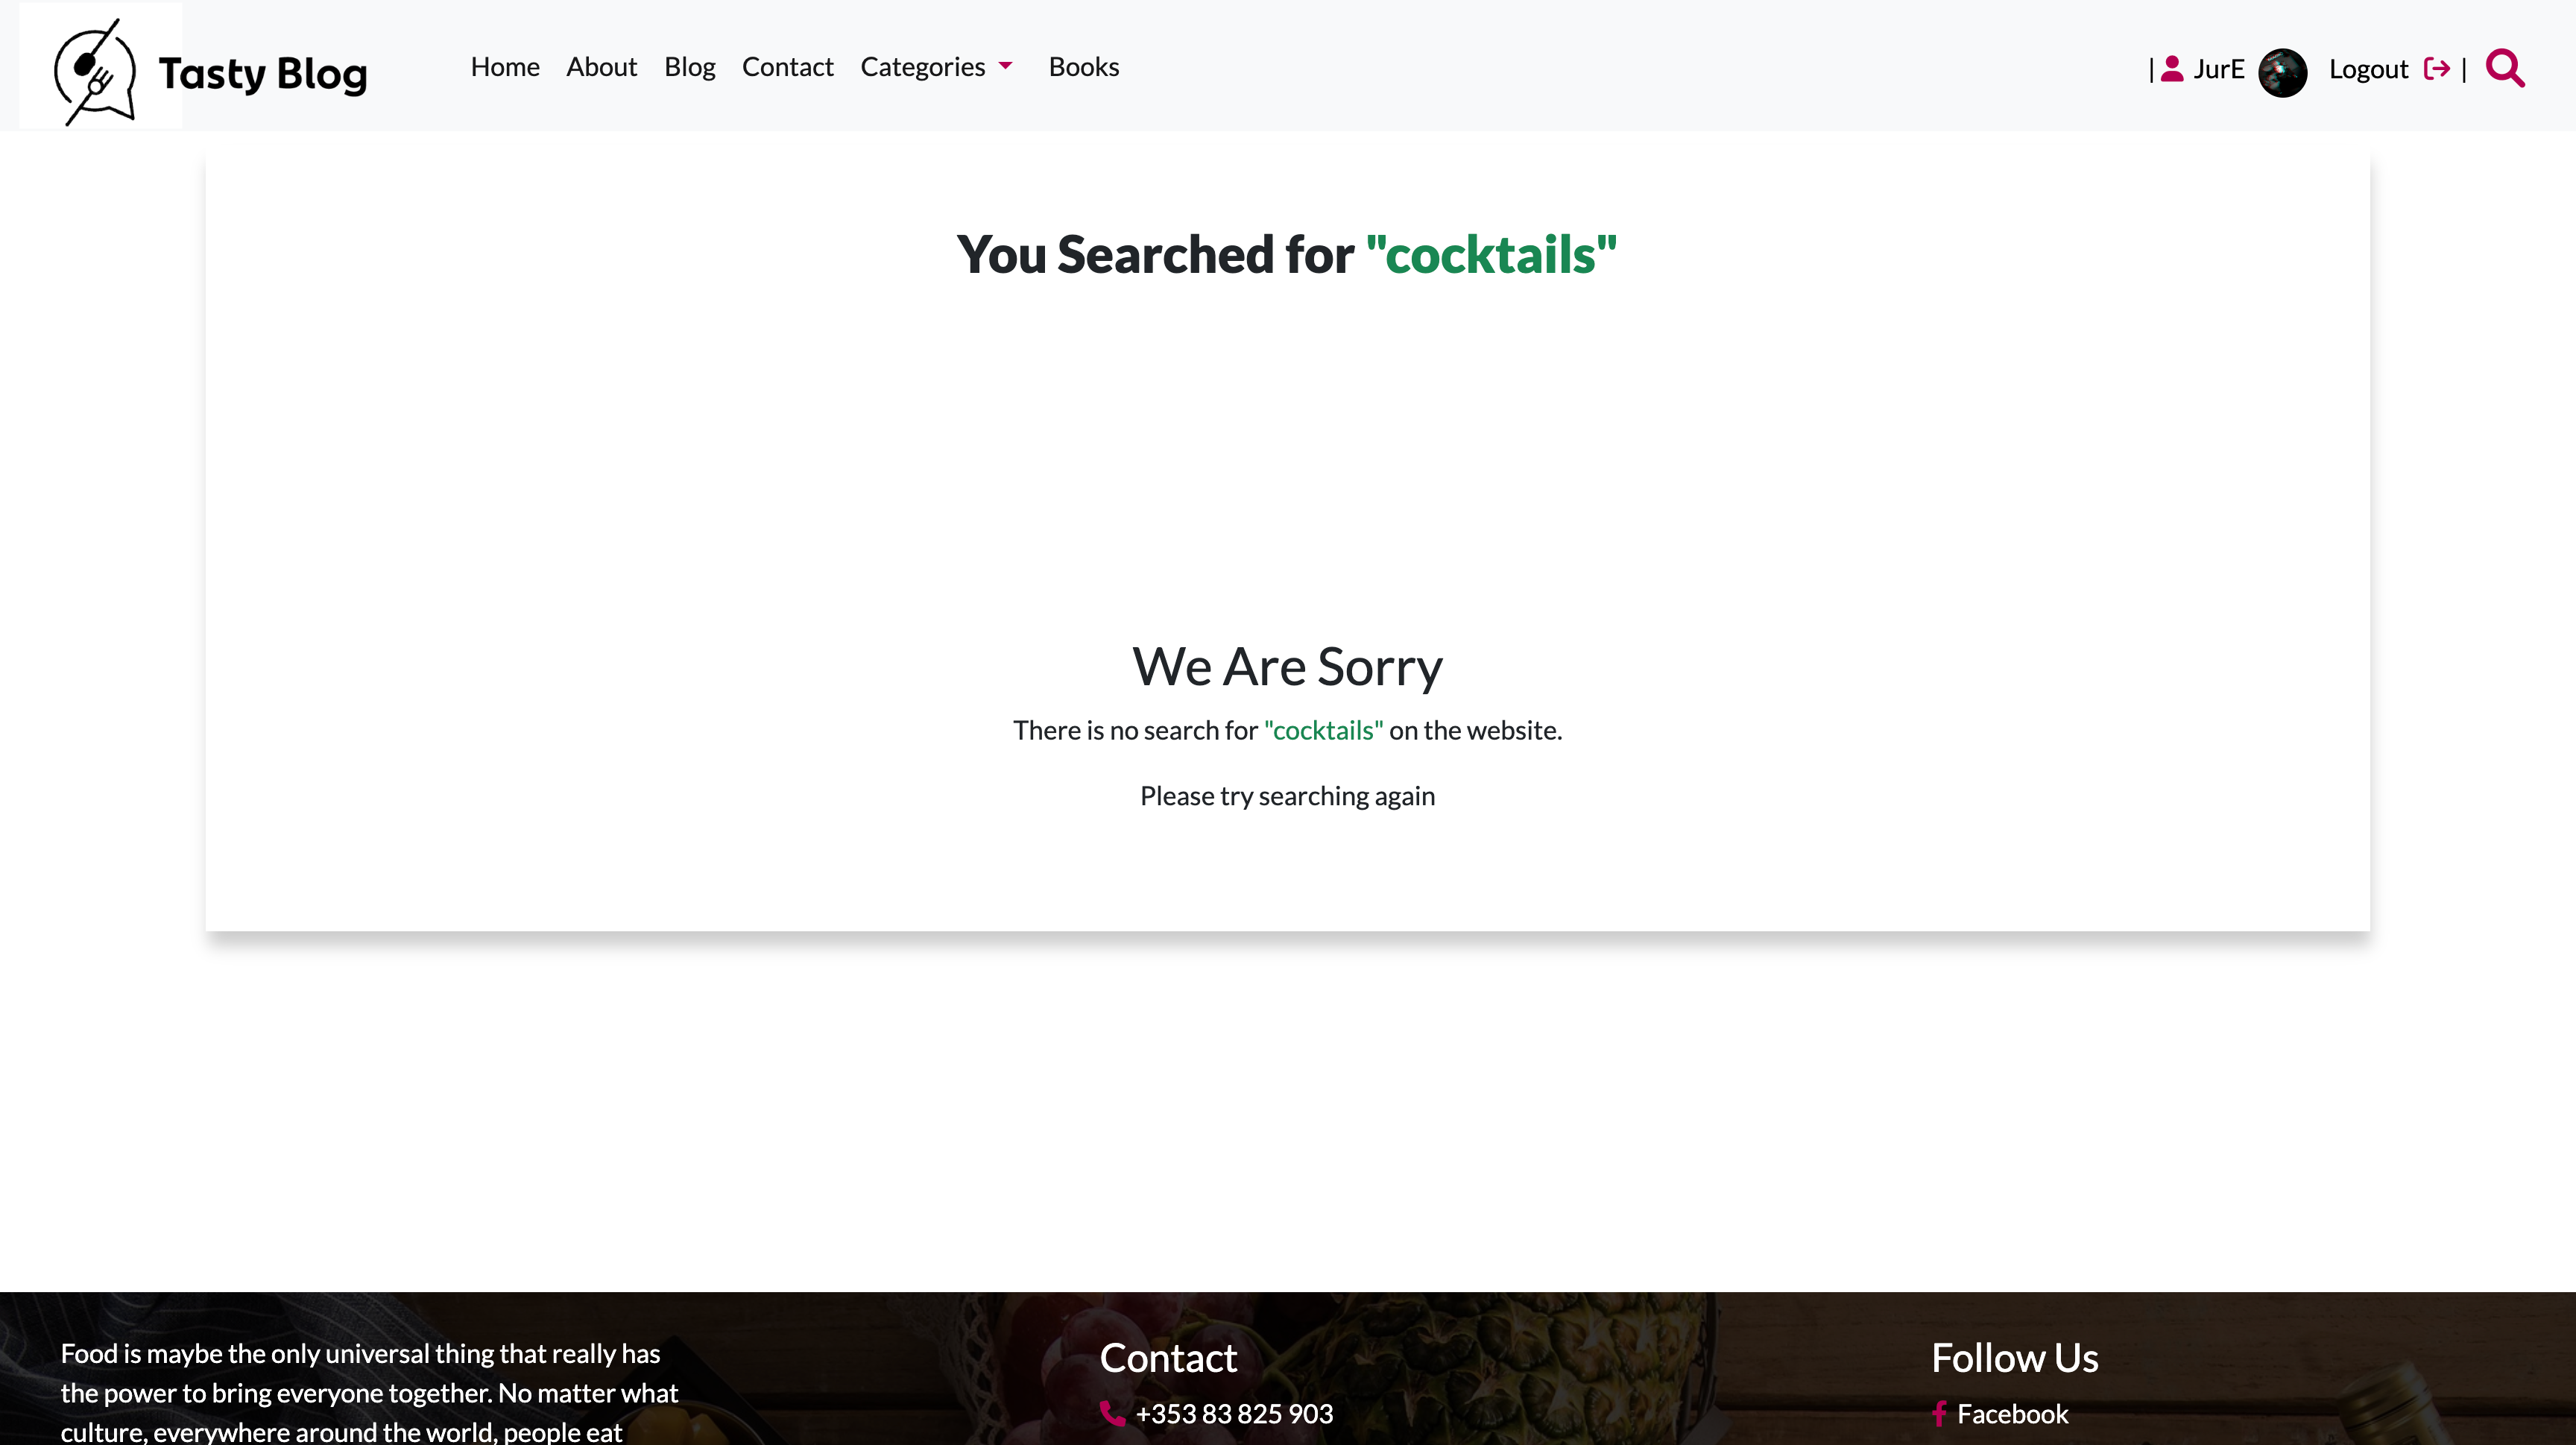 Tasty Blog
Home About Blog Contact Categories Books
| JurE Logout |
You Searched for "cocktails"
We Are Sorry
There is no search for "cocktails" on the website.
Please try searching again
Food is maybe the only universal thing that really has
the power to bring everyone together. No matter what
culture, everywhere around the world, people eat
Contact
+353 83 825 903
Follow Us
Facebook